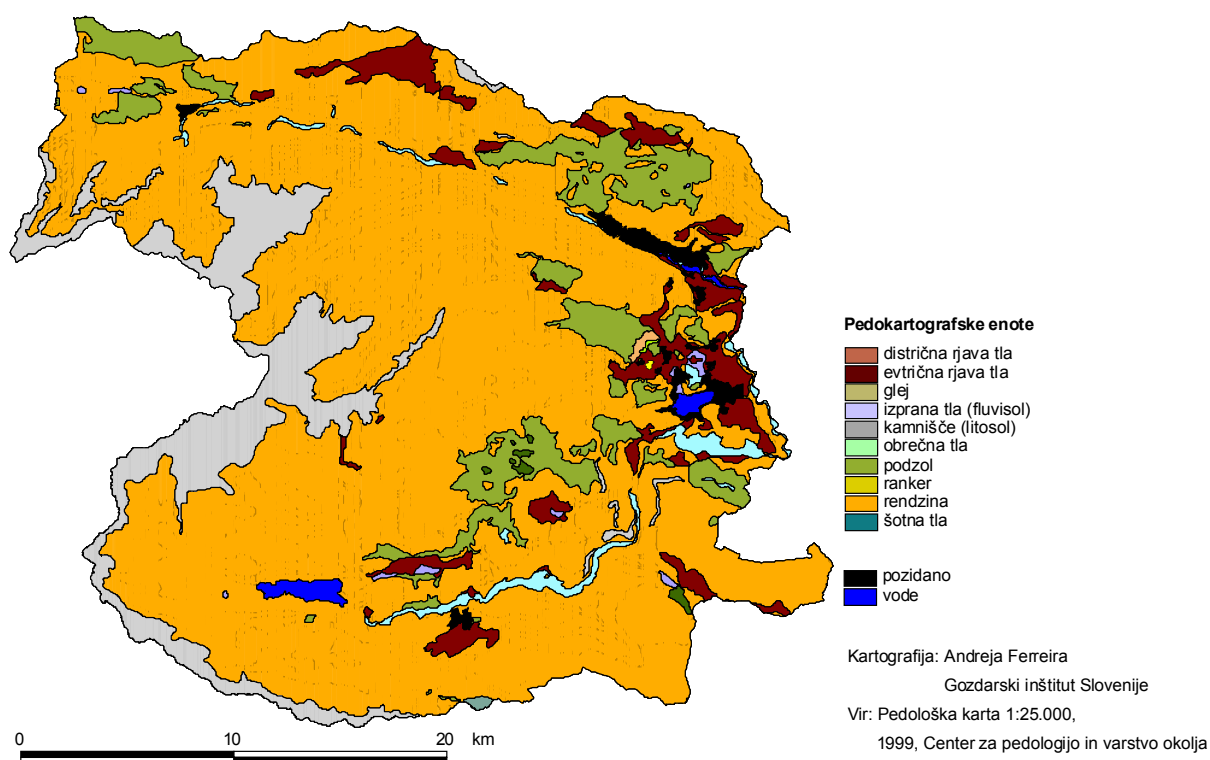 Pedokartografske enote
distrična rjava tla
evtrična rjava tla
glej
izprana tla (fluvisol)
kamnišče (litosol)
obrečna tla
podzol
ranker
rendzina
šotna tla
pozidano
vode
Kartografija: Andreja Ferreira
Gozdarski inštitut Slovenije
Vir: Pedološka karta 1:25.000,
1999, Center za pedologijo in varstvo okolja
0 10 20 km